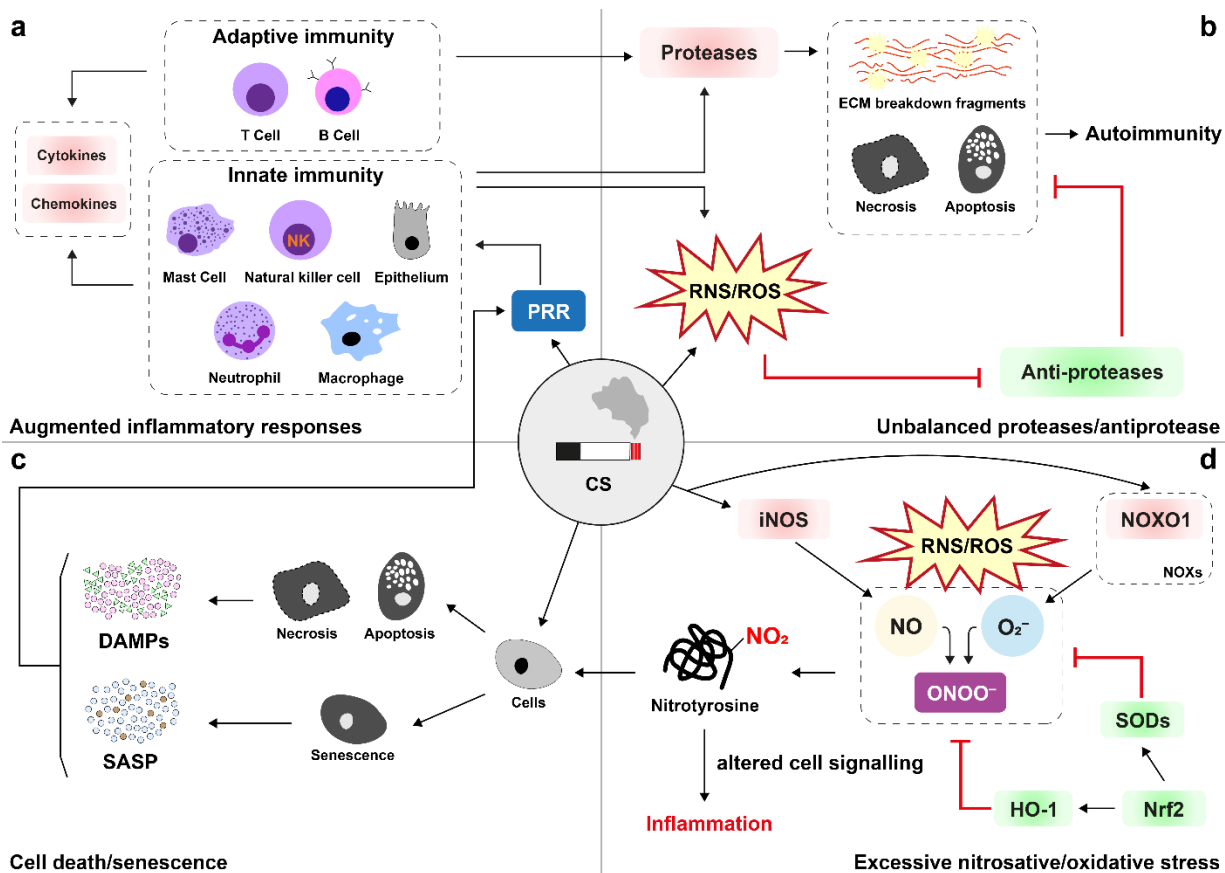 a
Adaptive immunity
T Cell
B Cell
Cytokines
Chemokines
Innate immunity
Mast Cell
NK
Natural killer cell
Epithelium
Neutrophil
Macrophage
PRR
Augmented inflammatory responses
b
Proteases
ECM breakdown fragments
Necrosis
Apoptosis
Autoimmunity
RNS/ROS
Anti-proteases
Unbalanced proteases/antiprotease
CS
c
DAMPs
Necrosis
Apoptosis
SASP
Senescence
Cells
Cell death/senescence
d
iNOS
RNS/ROS
NOXO1
NOXs
NO
O₂⁻
ONOO⁻
NO₂
Nitrotyrosine
altered cell signalling
Inflammation
SODs
HO-1
Nrf2
Excessive nitrosative/oxidative stress